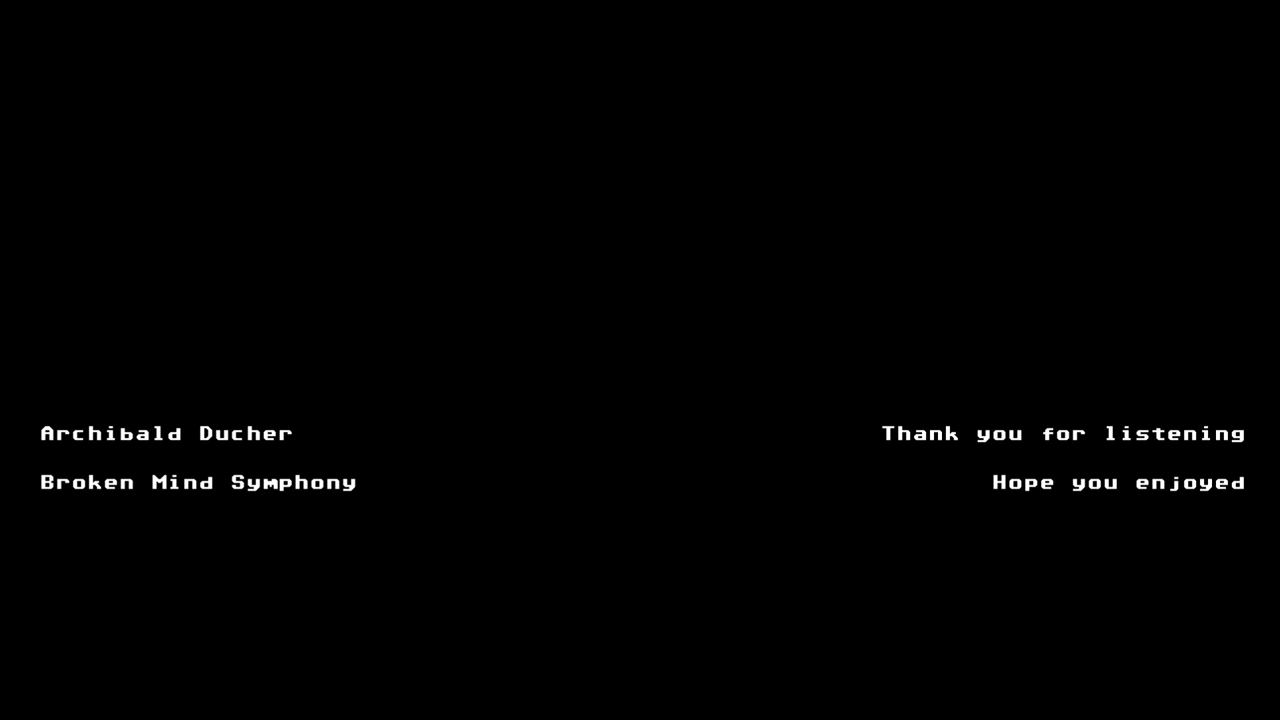 Archibald Ducher
Broken Mind Symphony
Thank you for listening
Hope you enjoyed